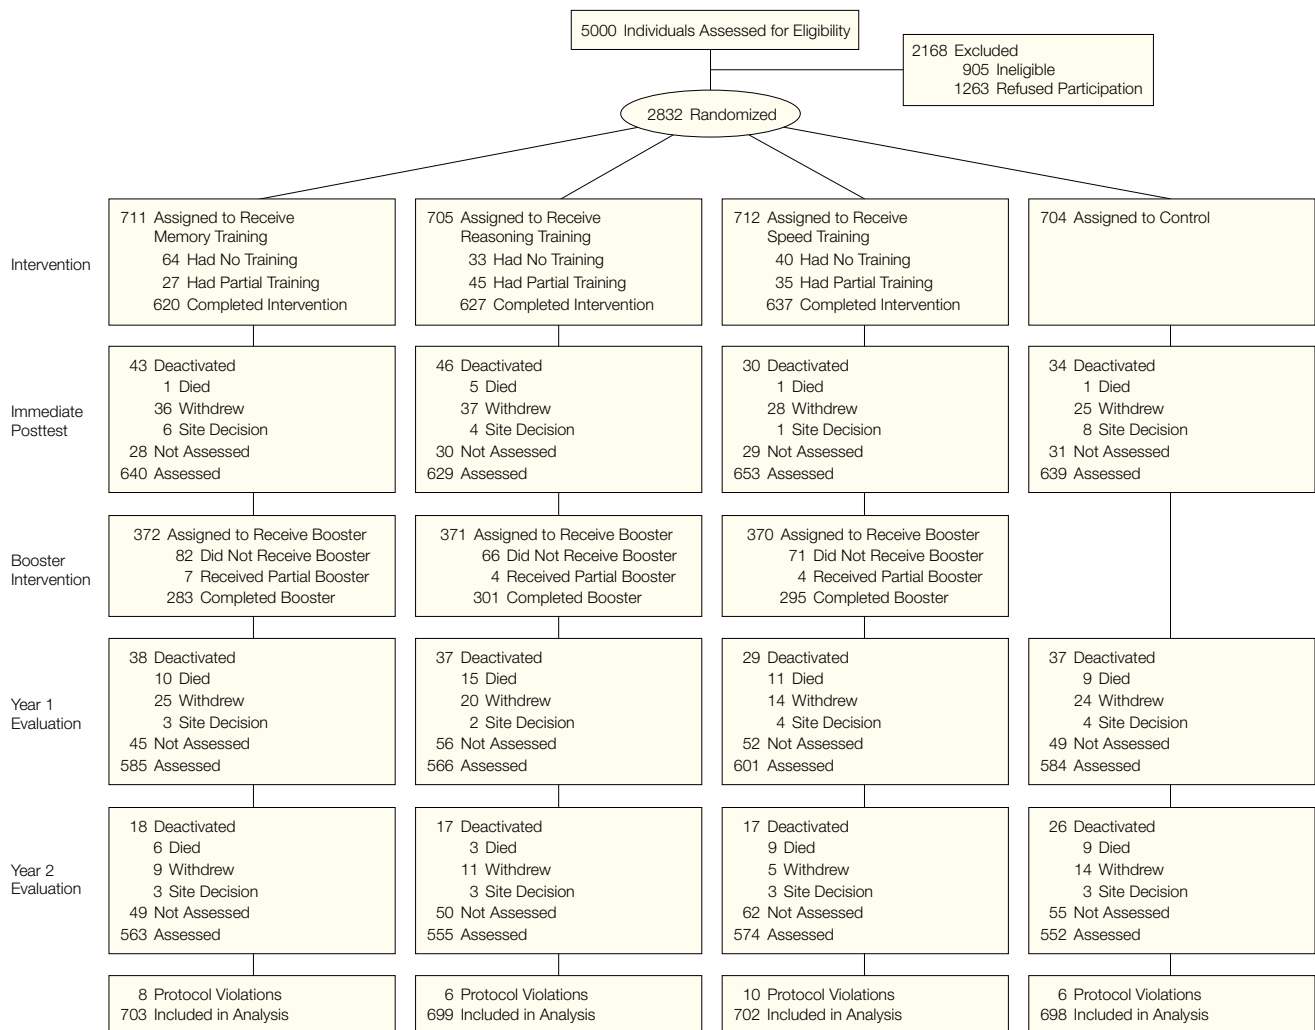 5000 Individuals Assessed for Eligibility
2168 Excluded
905 Ineligible
1263 Refused Participation
2832 Randomized
Intervention
711 Assigned to Receive
Memory Training
64 Had No Training
27 Had Partial Training
620 Completed Intervention
705 Assigned to Receive
Reasoning Training
33 Had No Training
45 Had Partial Training
627 Completed Intervention
712 Assigned to Receive
Speed Training
40 Had No Training
35 Had Partial Training
637 Completed Intervention
704 Assigned to Control
Immediate
Posttest
43 Deactivated
1 Died
36 Withdrew
6 Site Decision
28 Not Assessed
640 Assessed
46 Deactivated
5 Died
37 Withdrew
4 Site Decision
30 Not Assessed
629 Assessed
30 Deactivated
1 Died
28 Withdrew
1 Site Decision
29 Not Assessed
653 Assessed
34 Deactivated
1 Died
25 Withdrew
8 Site Decision
31 Not Assessed
639 Assessed
Booster
Intervention
372 Assigned to Receive Booster
82 Did Not Receive Booster
7 Received Partial Booster
283 Completed Booster
371 Assigned to Receive Booster
66 Did Not Receive Booster
4 Received Partial Booster
301 Completed Booster
370 Assigned to Receive Booster
71 Did Not Receive Booster
4 Received Partial Booster
295 Completed Booster
Year 1
Evaluation
38 Deactivated
10 Died
25 Withdrew
3 Site Decision
45 Not Assessed
585 Assessed
37 Deactivated
15 Died
20 Withdrew
2 Site Decision
56 Not Assessed
566 Assessed
29 Deactivated
11 Died
14 Withdrew
4 Site Decision
52 Not Assessed
601 Assessed
37 Deactivated
9 Died
24 Withdrew
4 Site Decision
49 Not Assessed
584 Assessed
Year 2
Evaluation
18 Deactivated
6 Died
9 Withdrew
3 Site Decision
49 Not Assessed
563 Assessed
17 Deactivated
3 Died
11 Withdrew
3 Site Decision
50 Not Assessed
555 Assessed
17 Deactivated
9 Died
5 Withdrew
3 Site Decision
62 Not Assessed
574 Assessed
26 Deactivated
9 Died
14 Withdrew
3 Site Decision
55 Not Assessed
552 Assessed
8 Protocol Violations
703 Included in Analysis
6 Protocol Violations
699 Included in Analysis
10 Protocol Violations
702 Included in Analysis
6 Protocol Violations
698 Included in Analysis